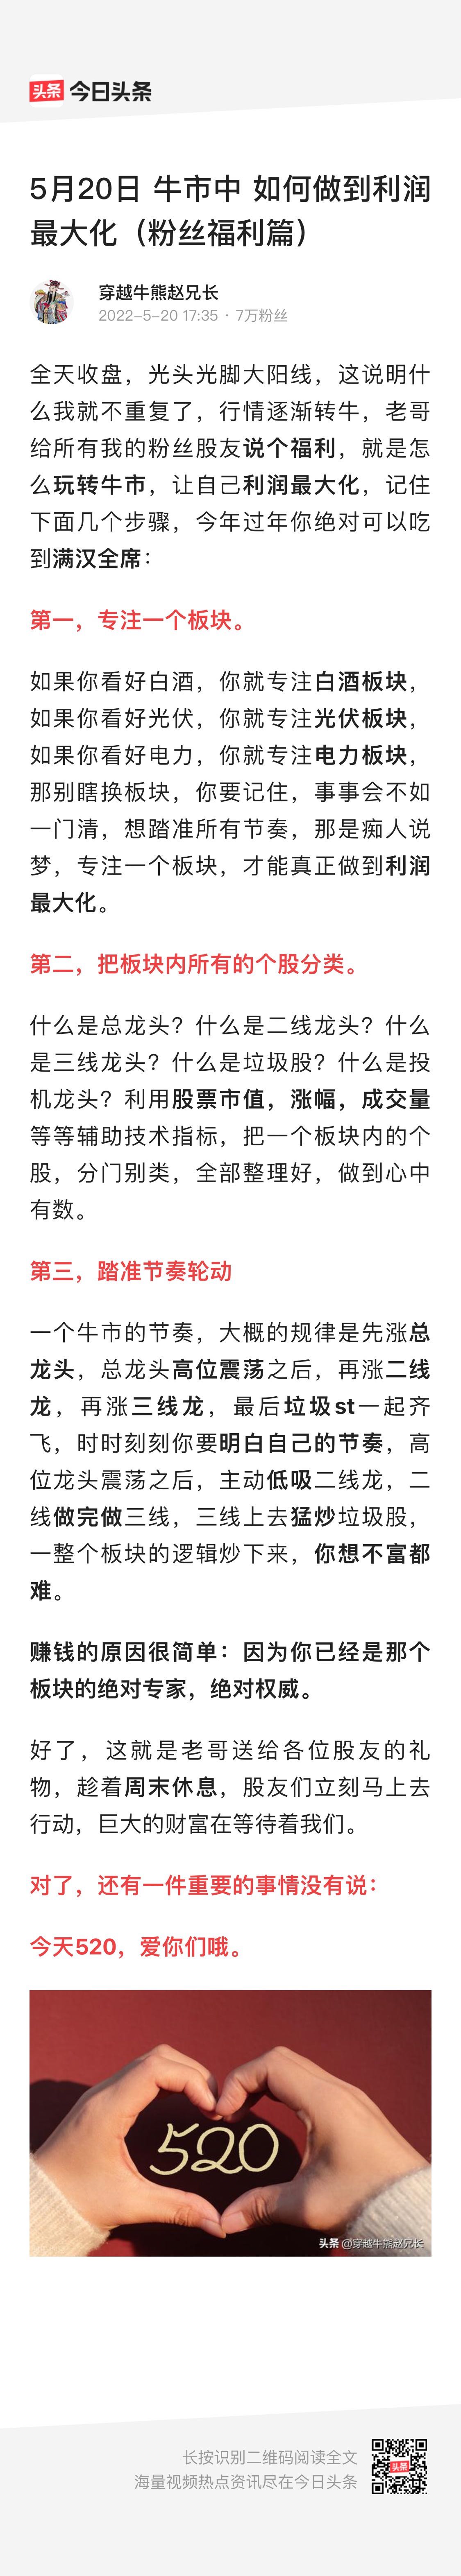 头条 今日头条
5月20日 牛市中 如何做到利润
最大化（粉丝福利篇）
穿越牛熊赵兄长
2022-5-20 17:35 · 7万粉丝
全天收盘，光头光脚大阳线，这说明什
么我就不重复了，行情逐渐转牛，老哥
给所有我的粉丝股友说个福利，就是怎
么玩转牛市，让自己利润最大化，记住
下面几个步骤，今年过年你绝对可以吃
到满汉全席：
第一，专注一个板块。
如果你看好白酒，你就专注白酒板块，
如果你看好光伏，你就专注光伏板块，
如果你看好电力，你就专注电力板块，
那别瞎换板块，你要记住，事事会不如
一门清，想踏准所有节奏，那是痴人说
梦，专注一个板块，才能真正做到利润
最大化。
第二，把板块内所有的个股分类。
什么是总龙头？什么是二线龙头？什么
是三线龙头？什么是垃圾股？什么是投
机龙头？利用股票市值，涨幅，成交量
等等辅助技术指标，把一个板块内的个
股，分门别类，全部整理好，做到心中
有数。
第三，踏准节奏轮动
一个牛市的节奏，大概的规律是先涨总
龙头，总龙头高位震荡之后，再涨二线
龙，再涨三线龙，最后垃圾st一起齐
飞，时时刻刻你要明白自己的节奏，高
位龙头震荡之后，主动低吸二线龙，二
线做完做三线，三线上去猛炒垃圾股，
一整个板块的逻辑炒下来，你想不富都
难。
赚钱的原因很简单：因为你已经是那个
板块的绝对专家，绝对权威。
好了，这就是老哥送给各位股友的礼
物，趁着周末休息，股友们立刻马上去
行动，巨大的财富在等待着我们。
对了，还有一件重要的事情没有说：
今天520，爱你们哦。
520
头条 @穿越牛熊赵兄长
长按识别二维码阅读全文
海量视频热点资讯尽在今日头条
头条